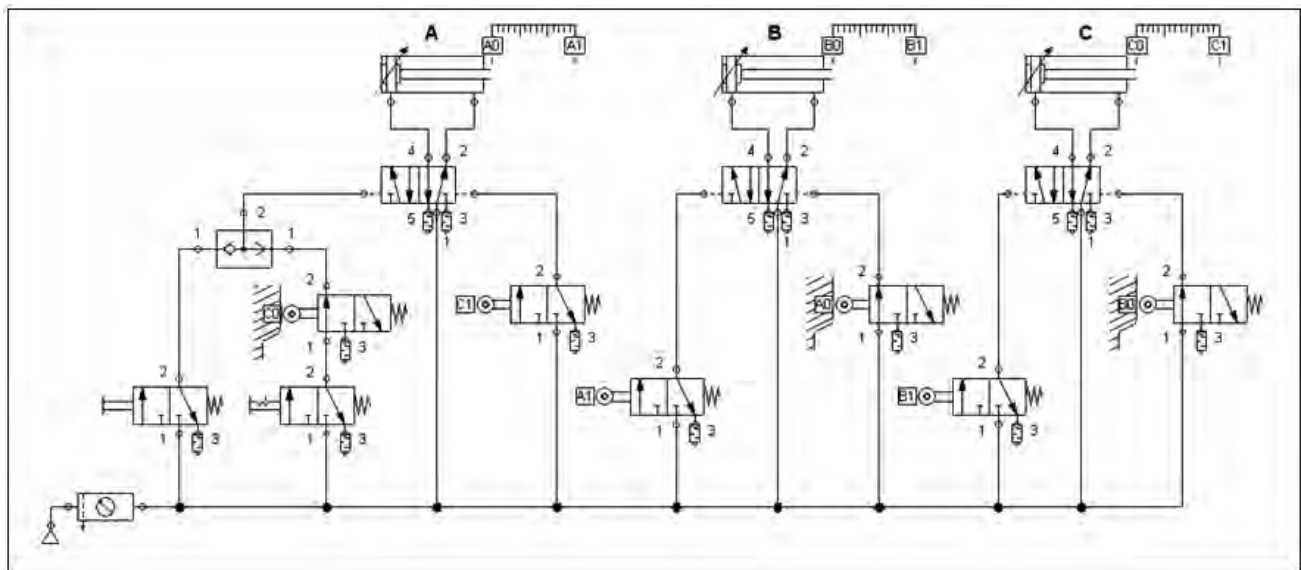 A B C
A0 A1 B0 B1 C0 C1
4 2 4 2 4 2
5 3 5 3 5 3
1 1 1
2
1 1
2 2 2 2
C0 C1 A0 B0
1 3 3 1 3 1 3
2 2 2 2
A1 B1
1 3 1 3 1 3 1 3